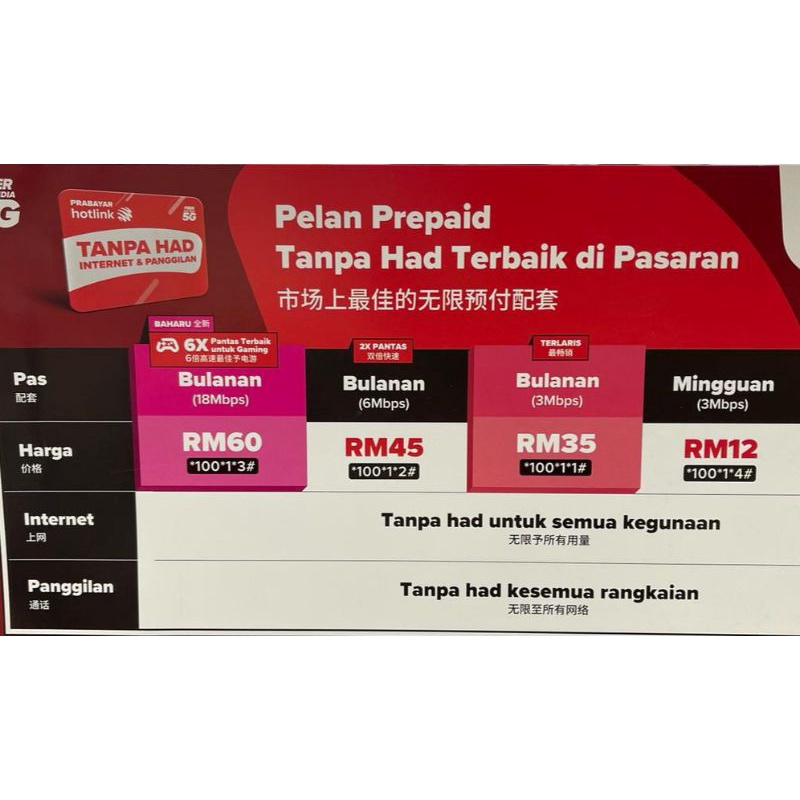 PRABAYAR
hotlink
5G
TANPA HAD
INTERNET & PANGGILAN
Pelan Prepaid
Tanpa Had Terbaik di Pasaran
市场上最佳的无限预付配套
BAHARU 全新
6X Pantas Terbaik untuk Gaming
6倍高速最佳予电游
2X PANTAS
双倍快速
TERLARIS
最畅销
Pas
配套
Bulanan
(18Mbps)
Bulanan
(6Mbps)
Bulanan
(3Mbps)
Mingguan
(3Mbps)
Harga
价格
RM60
*100*1*3#
RM45
*100*1*2#
RM35
*100*1*1#
RM12
*100*1*4#
Internet
上网
Tanpa had untuk semua kegunaan
无限予所有用量
Panggilan
通话
Tanpa had kesemua rangkaian
无限至所有网络